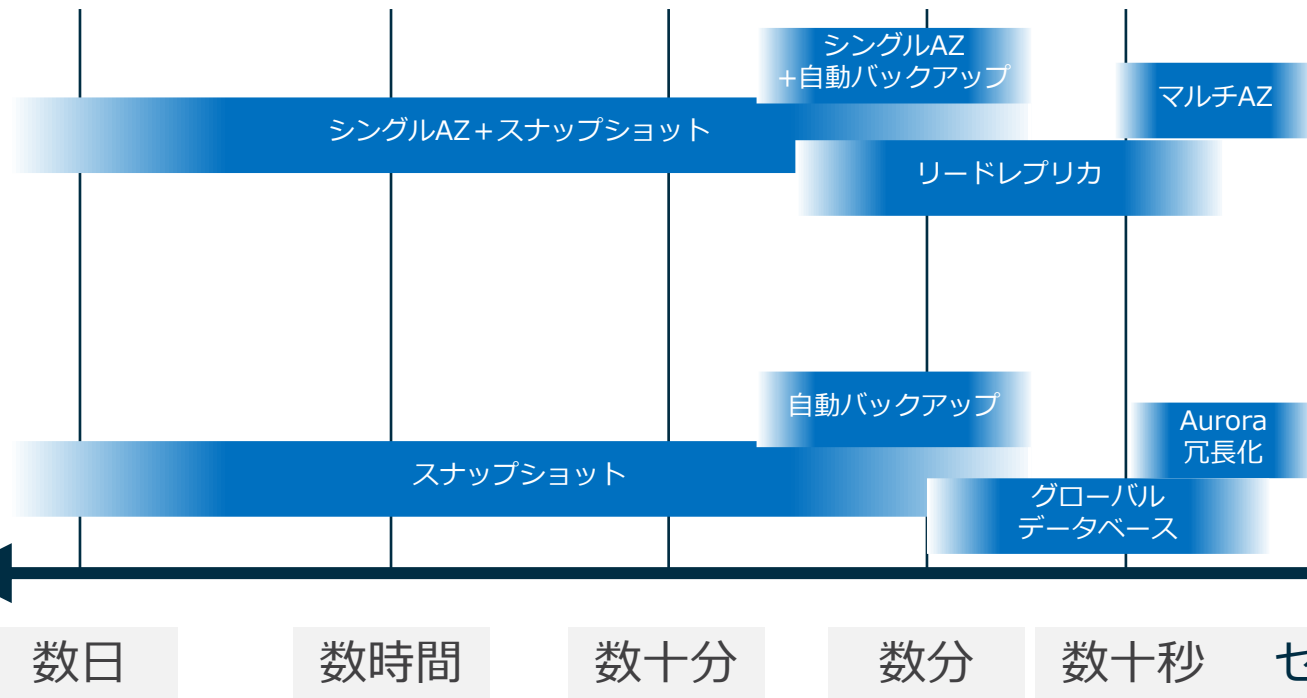 シングルAZ
+自動バックアップ
マルチAZ
シングルAZ+スナップショット
リードレプリカ
自動バックアップ
Aurora
冗長化
スナップショット
グローバル
データベース
数日
数時間
数十分
数分
数十秒